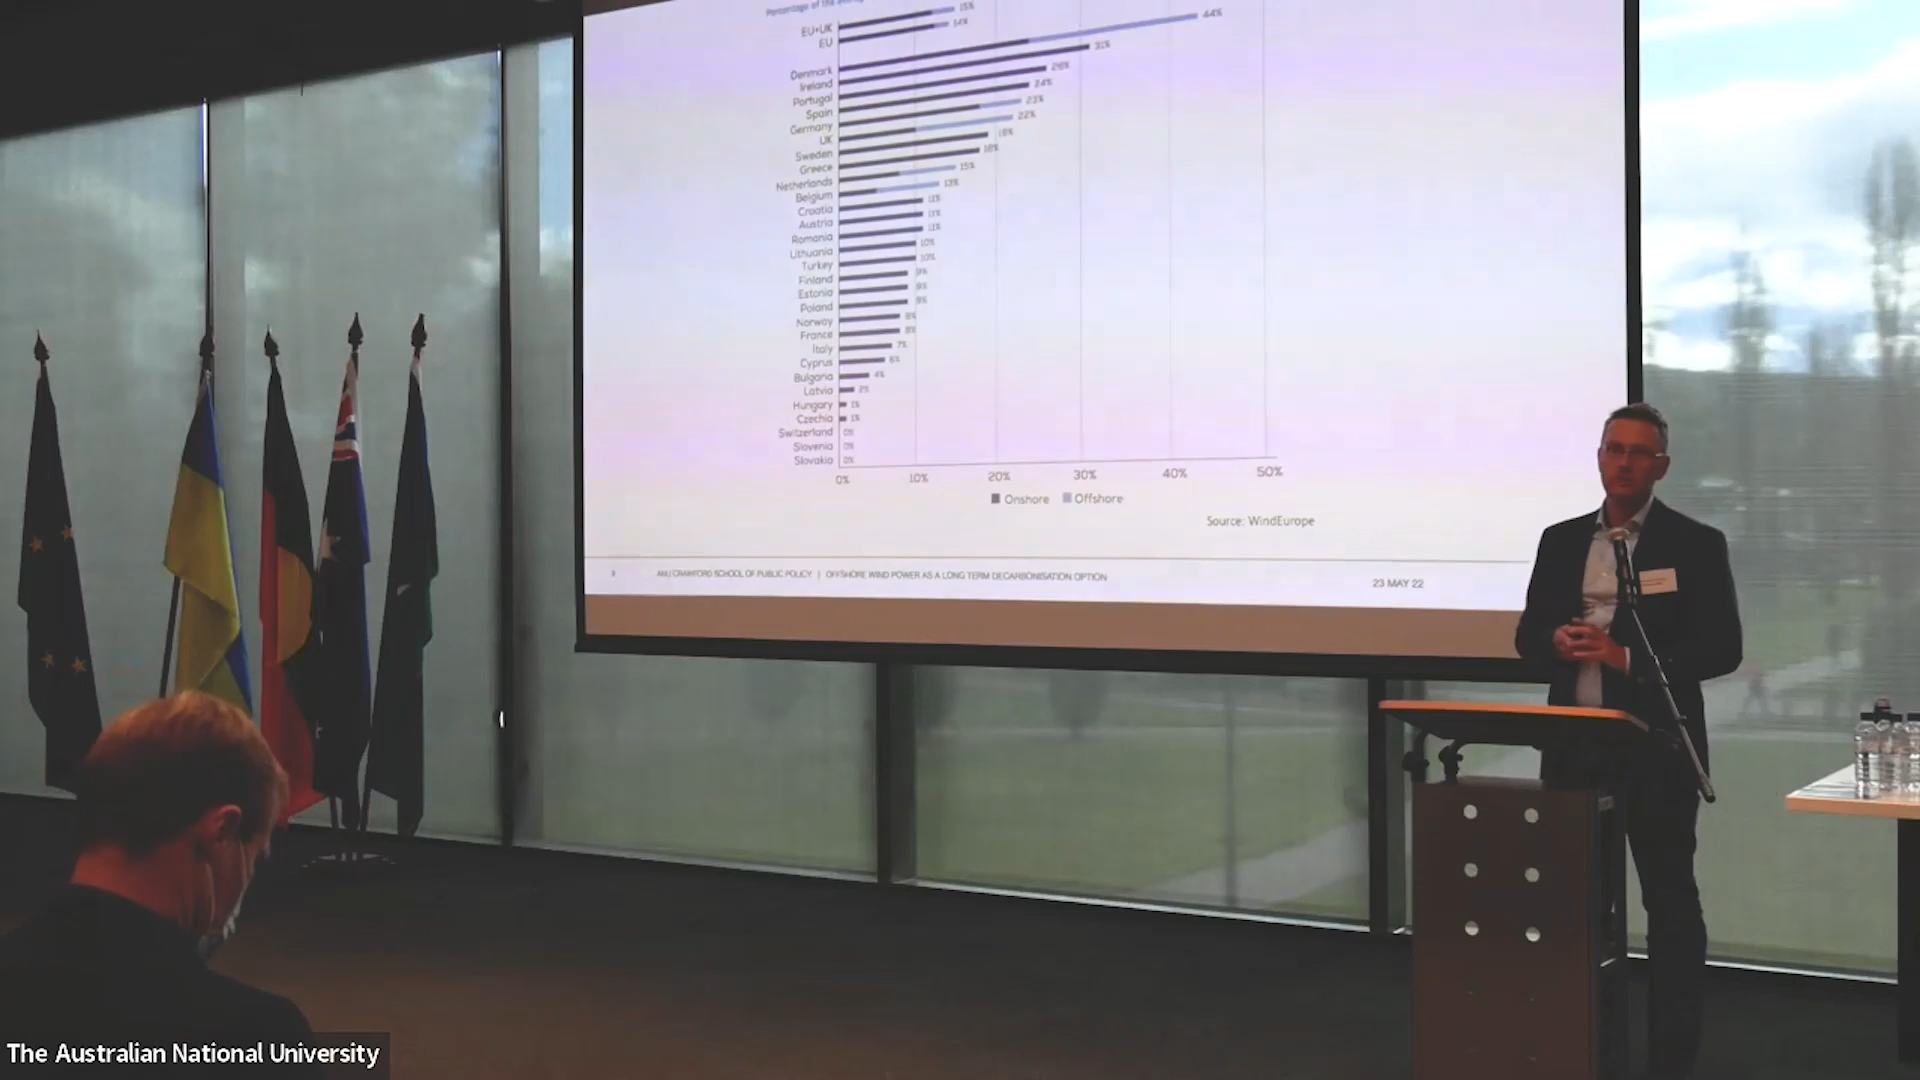 Percentage of the
EU+UK 15%
EU 14%
Denmark 44%
Ireland 31%
Portugal 26%
Spain 24%
Germany 23%
UK 22%
Sweden 19%
Greece 18%
Netherlands 15%
Belgium 13%
Croatia 11%
Austria 11%
Romania 11%
Lithuania 10%
Turkey 10%
Finland 9%
Estonia 9%
Poland 9%
Norway 8%
France 8%
Italy 7%
Cyprus 6%
Bulgaria 4%
Latvia 2%
Hungary 1%
Czechia 1%
Switzerland 0%
Slovenia 0%
Slovakia 0%
0% 10% 20% 30% 40% 50%
Onshore Offshore
Source: WindEurope
ANU CRAWFORD SCHOOL OF PUBLIC POLICY | OFFSHORE WIND POWER AS A LONG TERM DECARBONISATION OPTION 23 MAY 22
The Australian National University